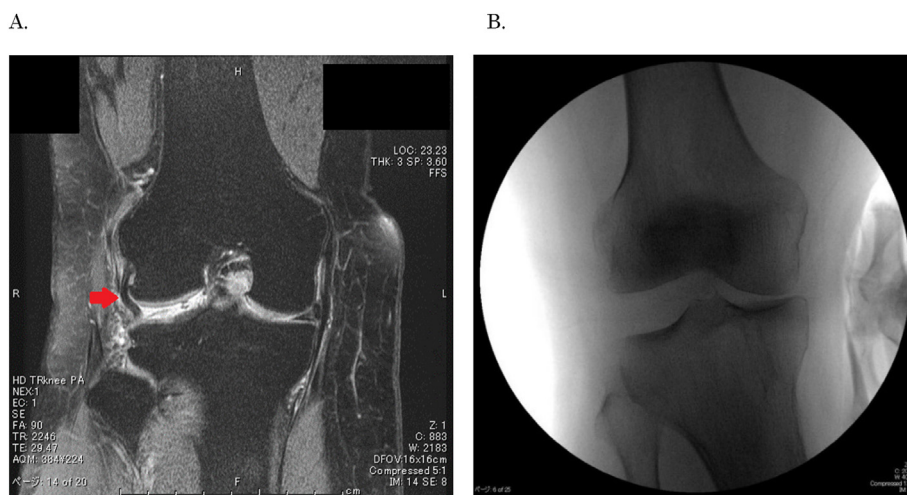 A.
B.
H
LOC: 23.23
THK: 3 SP: 3.60
FFS
R
L
HD TRknee PA
NEX:1
EC: 1
SE
FA: 90
TR: 2246
TE: 29.47
AQM: 384¥224
ページ: 14 of 20
F
cm
Z: 1
C: 883
W: 2183
DFOV:16x16cm
Compressed 5:1
IM: 14 SE: 8
ページ: 6 of 25